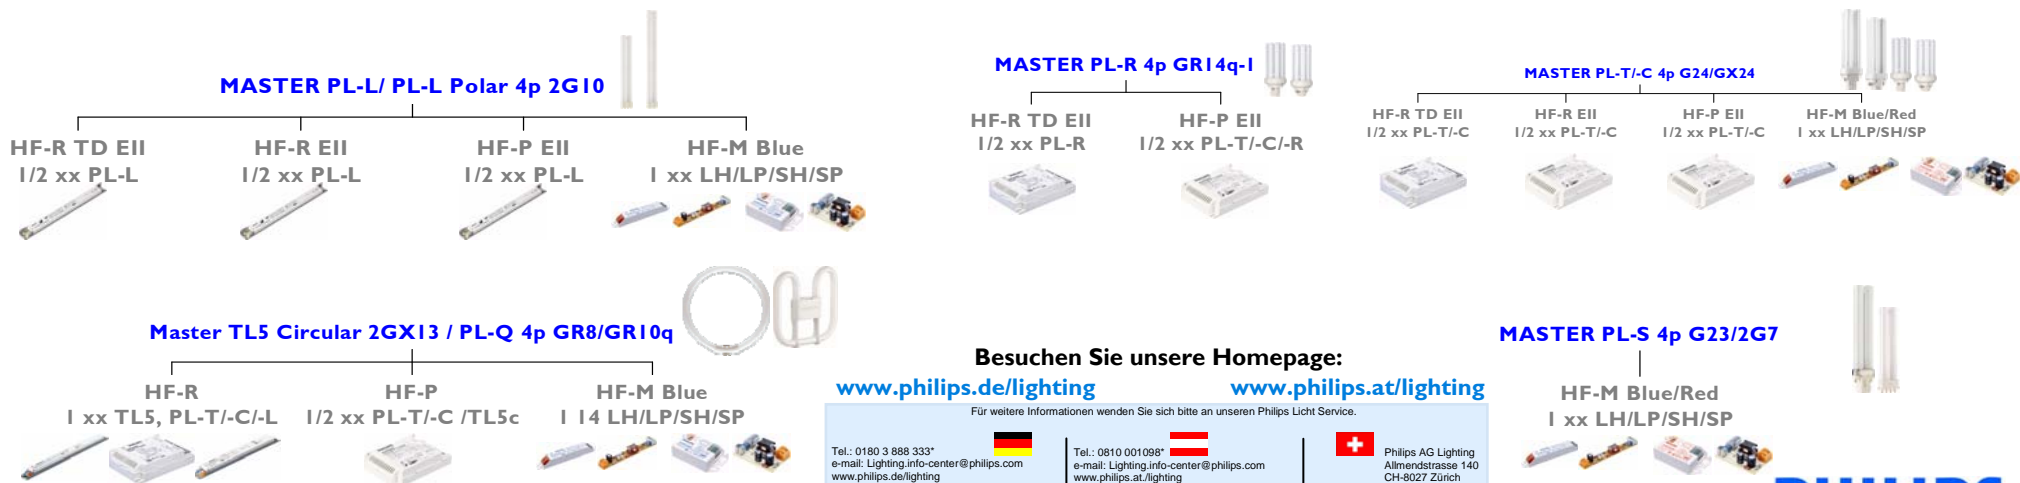 MASTER PL-L/ PL-L Polar 4p 2G10
HF-R TD EII
1/2 xx PL-L
HF-R EII
1/2 xx PL-L
HF-P EII
1/2 xx PL-L
HF-M Blue
1 xx LH/LP/SH/SP
MASTER PL-R 4p GR14q-1
HF-R TD EII
1/2 xx PL-R
HF-P EII
1/2 xx PL-T/-C/-R
MASTER PL-T/-C 4p G24/GX24
HF-R TD EII
1/2 xx PL-T/-C
HF-R EII
1/2 xx PL-T/-C
HF-P EII
1/2 xx PL-T/-C
HF-M Blue/Red
1 xx LH/LP/SH/SP
Master TL5 Circular 2GX13 / PL-Q 4p GR8/GR10q
HF-R
1 xx TL5, PL-T/-C/-L
HF-P
1/2 xx PL-T/-C /TL5c
HF-M Blue
1 14 LH/LP/SH/SP
Besuchen Sie unsere Homepage:
www.philips.de/lighting
www.philips.at/lighting
Für weitere Informationen wenden Sie sich bitte an unseren Philips Licht Service.
Tel.: 0180 3 888 333*
e-mail: Lighting.info-center@philips.com
www.philips.de/lighting
Tel.: 0810 001098*
e-mail: Lighting.info-center@philips.com
www.philips.at./lighting
Philips AG Lighting
Allmendstrasse 140
CH-8027 Zürich
MASTER PL-S 4p G23/2G7
HF-M Blue/Red
1 xx LH/LP/SH/SP
PHILIPS